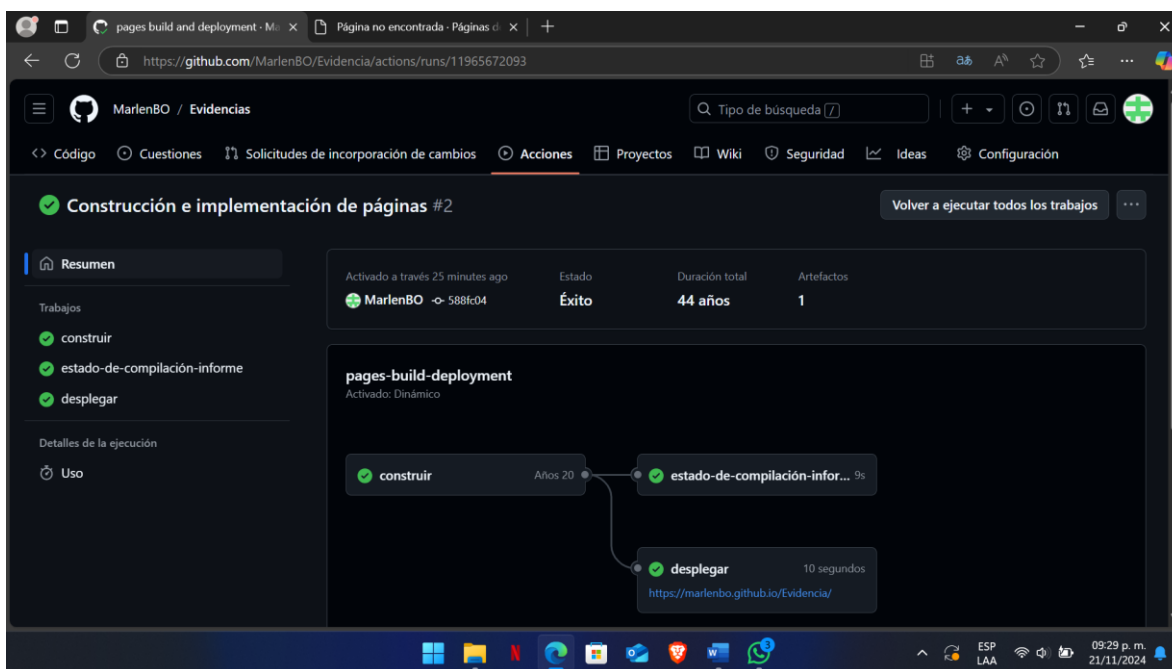 pages build and deployment · Ma
Página no encontrada · Páginas d
https://github.com/MarlenBO/Evidencia/actions/runs/11965672093
MarlenBO / Evidencias
Tipo de búsqueda /
Código Cuestiones Solicitudes de incorporación de cambios Acciones Proyectos Wiki Seguridad Ideas Configuración
Construcción e implementación de páginas #2
Volver a ejecutar todos los trabajos
Resumen
Trabajos
construir
estado-de-compilación-informe
desplegar
Detalles de la ejecución
Uso
Activado a través 25 minutes ago Estado Duración total Artefactos
MarlenBO 588fc04 Éxito 44 años 1
pages-build-deployment
Activado: Dinámico
construir Años 20
estado-de-compilación-infor... 9s
desplegar 10 segundos
https://marlenbo.github.io/Evidencia/
3
ESP
LAA
09:29 p. m.
21/11/2024